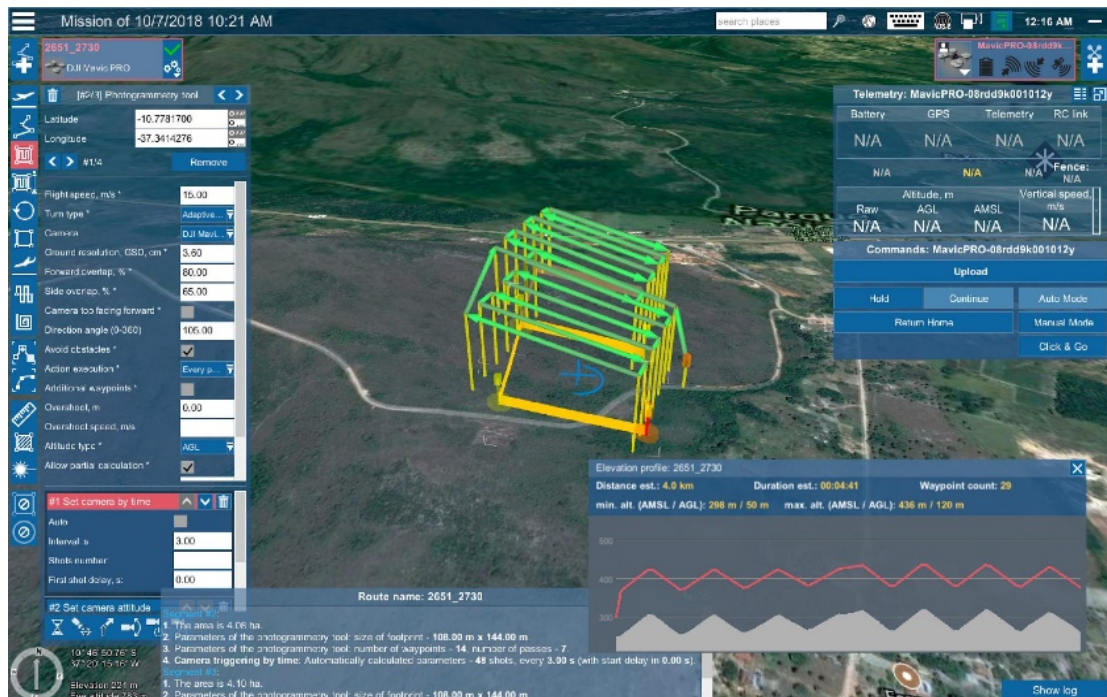 Mission of 10/7/2018 10:21 AM
search places
ADS-B
12:16 AM
2651_2730
DJI Mavic PRO
MavicPRO-08rdd9k...
[#2/3] Photogrammetry tool
Latitude
-10.7781700
Longitude
-37.3414276
#1/4
Remove
Flight speed, m/s *
15.00
Turn type *
Adaptive...
Camera
DJI Mavi...
Ground resolution, GSD, cm *
3.60
Forward overlap, % *
80.00
Side overlap, % *
65.00
Camera top facing forward *
Direction angle (0-360)
105.00
Avoid obstacles *
Action execution *
Every p...
Additional waypoints *
Overshoot, m
0.00
Overshoot speed, m/s
Altitude type *
AGL
Allow partial calculation *
#1 Set camera by time
Auto
Interval, s
3.00
Shots number
First shot delay, s:
0.00
#2 Set camera attitude
Elevation 221 m
N
Telemetry: MavicPRO-08rdd9k001012y
Battery GPS Telemetry RC link
N/A N/A N/A N/A
N/A N/A N/A Fence:
N/A
Altitude, m Vertical speed,
m/s
Raw AGL AMSL
N/A N/A N/A N/A
Commands: MavicPRO-08rdd9k001012y
Upload
Hold Continue Auto Mode
Return Home Manual Mode
Click & Go
Elevation profile: 2651_2730
Distance est.: 4.0 km Duration est.: 00:04:41 Waypoint count: 29
min. alt. (AMSL / AGL): 298 m / 50 m max. alt. (AMSL / AGL): 436 m / 120 m
500
400
300
Route name: 2651_2730
Segment #2:
1. The area is 4.06 ha.
2. Parameters of the photogrammetry tool: size of footprint - 108.00 m x 144.00 m
3. Parameters of the photogrammetry tool: number of waypoints - 14, number of passes - 7.
4. Camera triggering by time: Automatically calculated parameters - 48 shots, every 3.00 s (with start delay in 0.00 s).
Segment #3:
1. The area is 4.10 ha.
2. Parameters of the photogrammetry tool: size of footprint - 108.00 m x 144.00 m
Show log